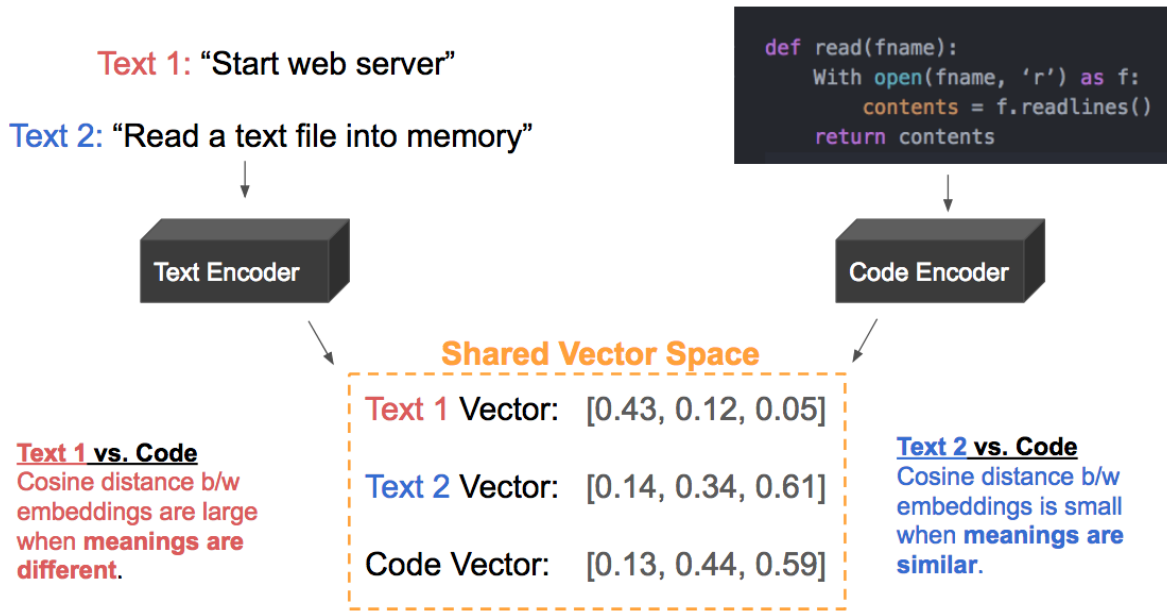 Text 1: “Start web server”
Text 2: “Read a text file into memory”
def read(fname):
    With open(fname, ‘r’) as f:
        contents = f.readlines()
    return contents
Text Encoder
Code Encoder
Shared Vector Space
Text 1 Vector: [0.43, 0.12, 0.05]
Text 2 Vector: [0.14, 0.34, 0.61]
Code Vector: [0.13, 0.44, 0.59]
Text 1 vs. Code
Cosine distance b/w
embeddings are large
when meanings are
different.
Text 2 vs. Code
Cosine distance b/w
embeddings is small
when meanings are
similar.